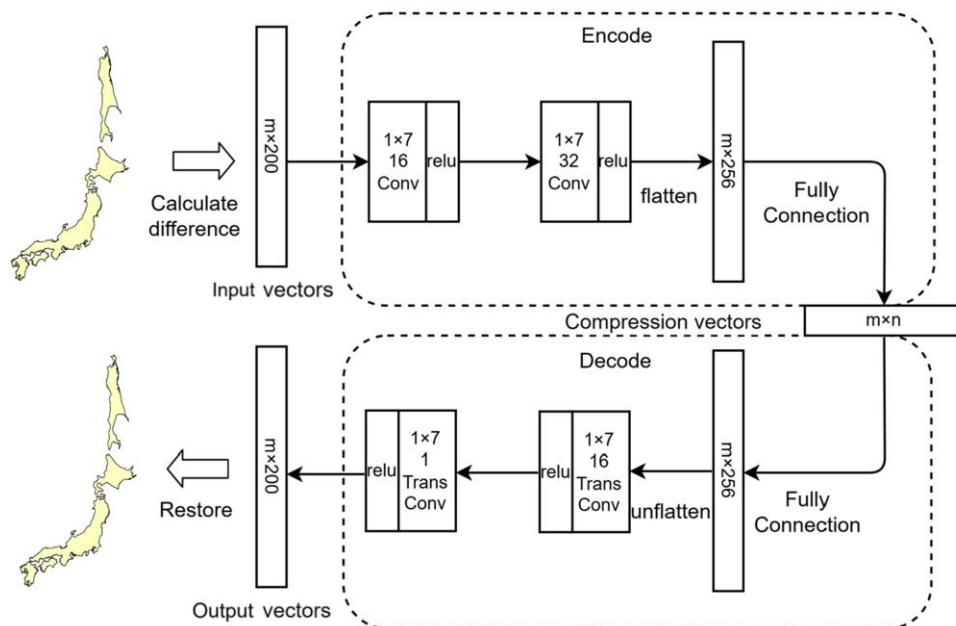 Encode
m×200
1×7
16
Conv
relu
1×7
32
Conv
relu
flatten
m×256
Fully
Connection
Calculate
difference
Input vectors
Compression vectors
m×n
Decode
m×200
relu
1×7
1
Trans
Conv
relu
1×7
16
Trans
Conv
unflatten
m×256
Fully
Connection
Restore
Output vectors